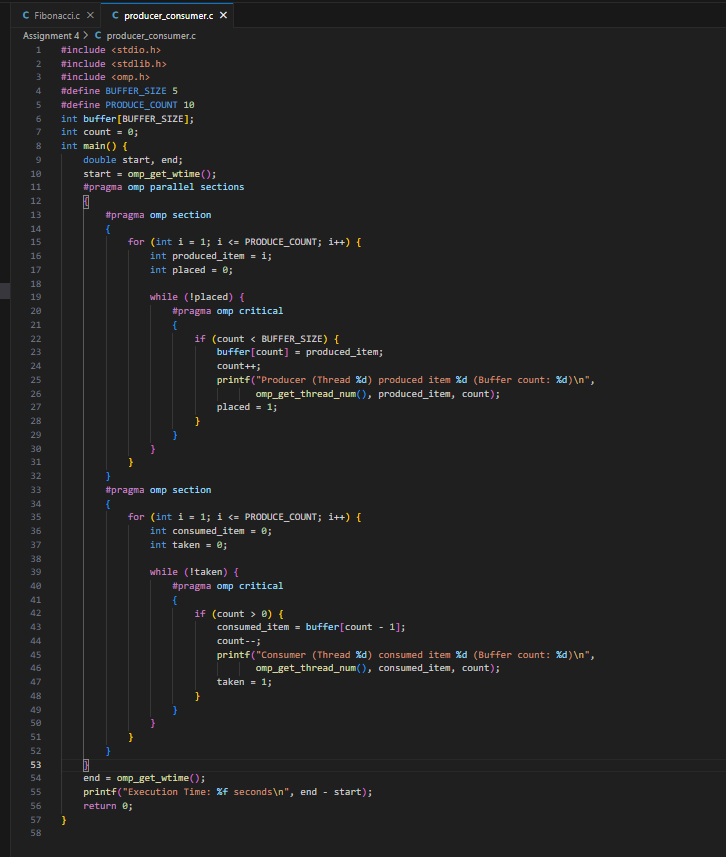 Fibonacci.c
producer_consumer.c
Assignment 4 > C producer_consumer.c
1 #include <stdio.h>
2 #include <stdlib.h>
3 #include <omp.h>
4 #define BUFFER_SIZE 5
5 #define PRODUCE_COUNT 10
6 int buffer[BUFFER_SIZE];
7 int count = 0;
8 int main() {
9 double start, end;
10 start = omp_get_wtime();
11 #pragma omp parallel sections
12 {
13 #pragma omp section
14 {
15 for (int i = 1; i <= PRODUCE_COUNT; i++) {
16 int produced_item = i;
17 int placed = 0;
18
19 while (!placed) {
20 #pragma omp critical
21 {
22 if (count < BUFFER_SIZE) {
23 buffer[count] = produced_item;
24 count++;
25 printf("Producer (Thread %d) produced item %d (Buffer count: %d)\n",
26 omp_get_thread_num(), produced_item, count);
27 placed = 1;
28 }
29 }
30 }
31 }
32 }
33 #pragma omp section
34 {
35 for (int i = 1; i <= PRODUCE_COUNT; i++) {
36 int consumed_item = 0;
37 int taken = 0;
38
39 while (!taken) {
40 #pragma omp critical
41 {
42 if (count > 0) {
43 consumed_item = buffer[count - 1];
44 count--;
45 printf("Consumer (Thread %d) consumed item %d (Buffer count: %d)\n",
46 omp_get_thread_num(), consumed_item, count);
47 taken = 1;
48 }
49 }
50 }
51 }
52 }
53 }
54 end = omp_get_wtime();
55 printf("Execution Time: %f seconds\n", end - start);
56 return 0;
57 }
58